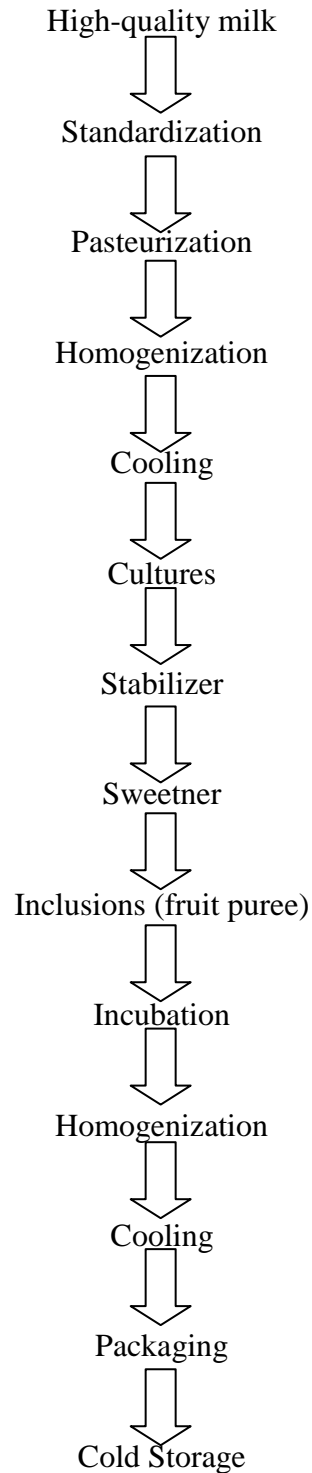 High-quality milk
Standardization
Pasteurization
Homogenization
Cooling
Cultures
Stabilizer
Sweetner
Inclusions (fruit puree)
Incubation
Homogenization
Cooling
Packaging
Cold Storage